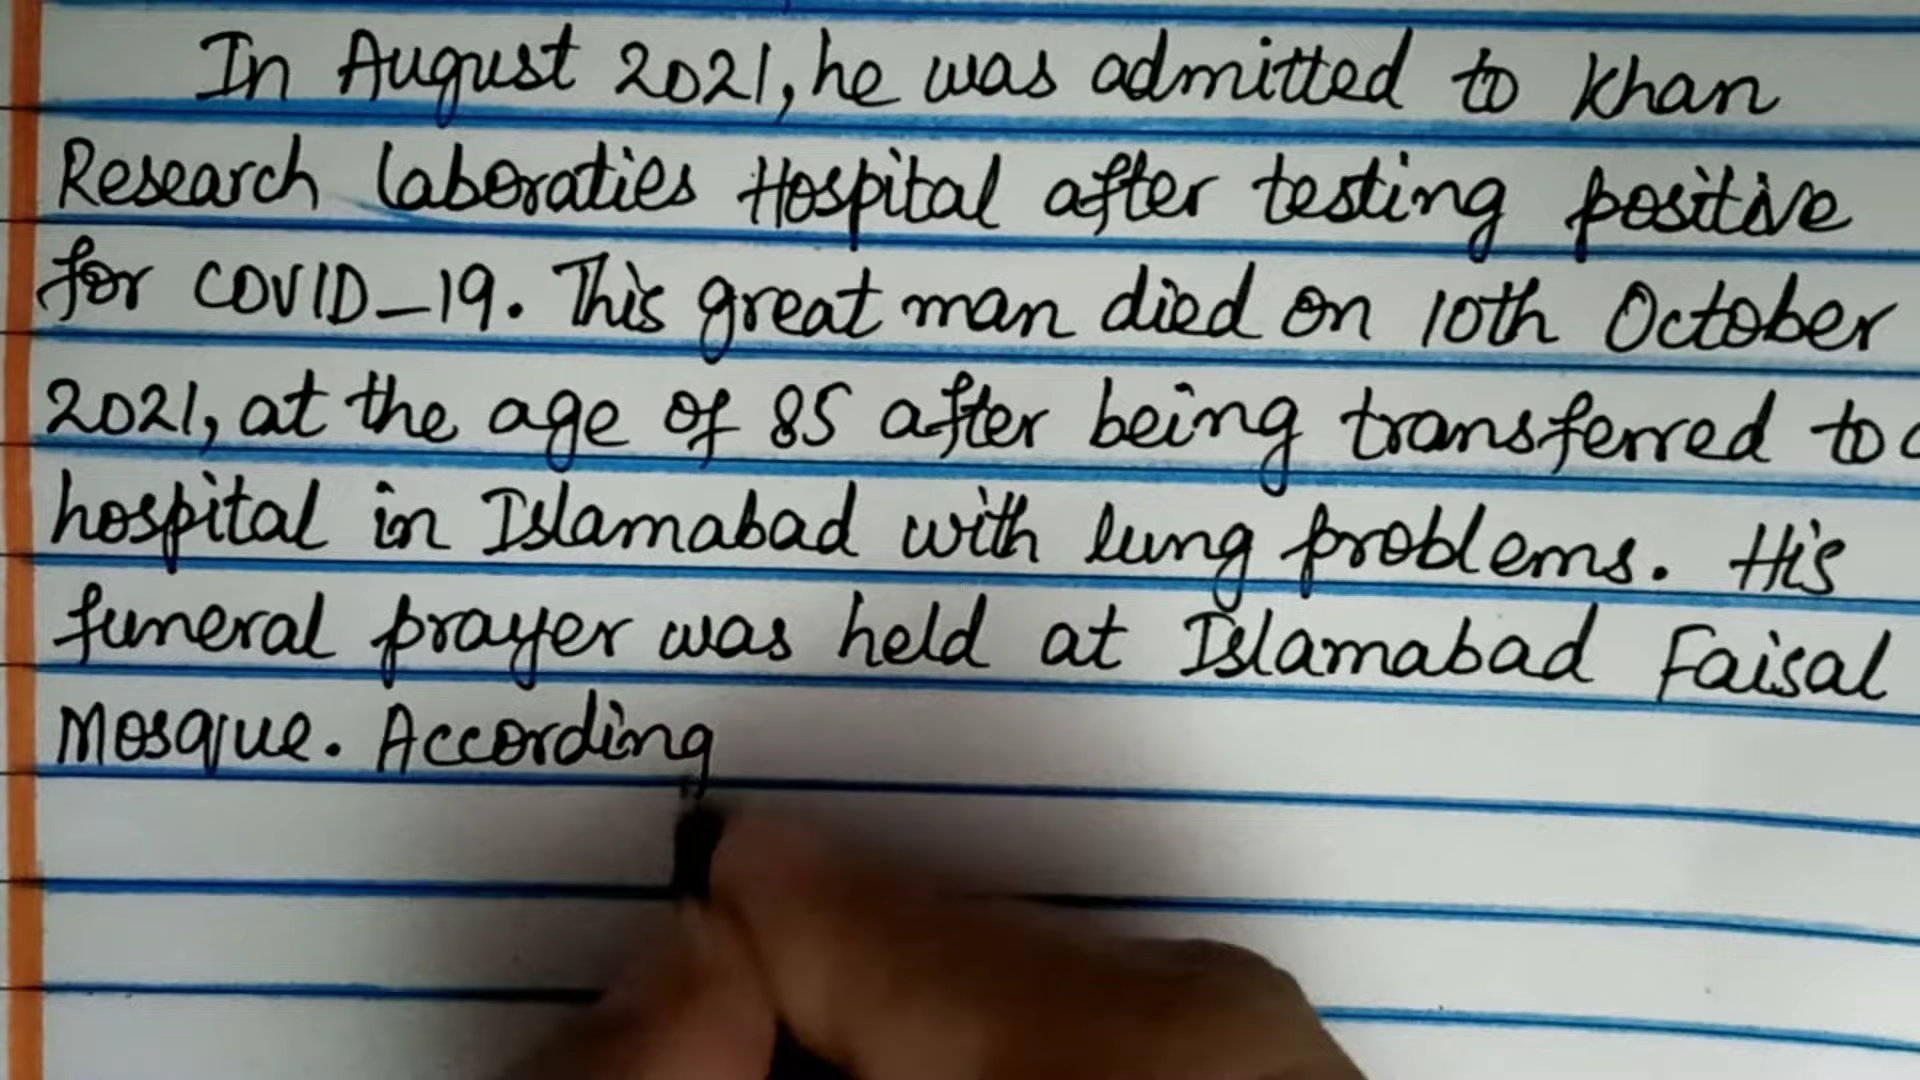 In August 2021, he was admitted to Khan
Research laboraties Hospital after testing positive
for COVID_19. This great man died on 10th October
2021, at the age of 85 after being transferred to a
hospital in Islamabad with lung problems. His
funeral prayer was held at Islamabad Faisal
Mosque. According